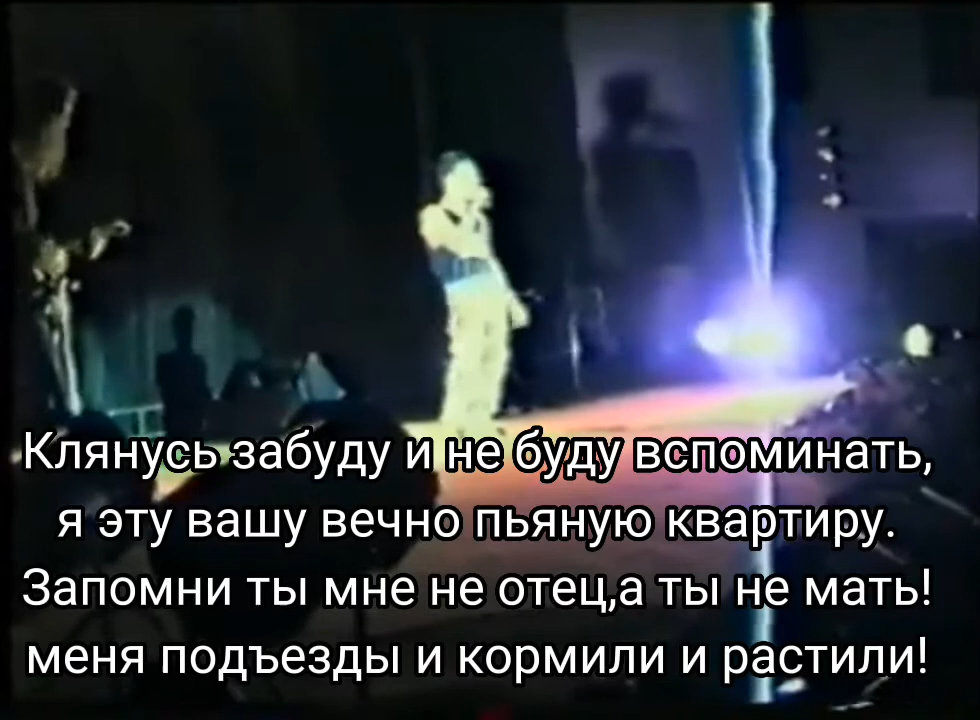 Клянусь забуду и не буду вспоминать,
я эту вашу вечно пьяную квартиру.
Запомни ты мне не отец,а ты не мать!
меня подъезды и кормили и растили!